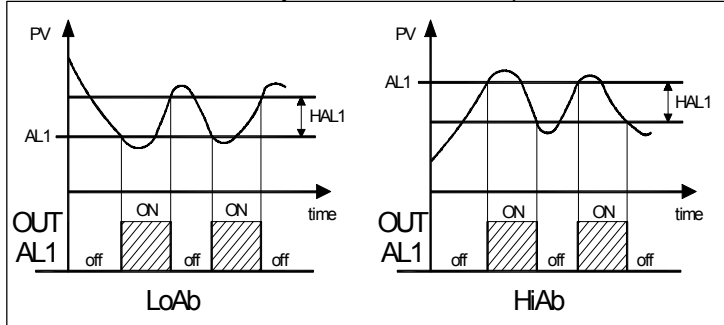 PV
HAL1
AL1
time
ON ON
OUT
AL1
off off off
LoAb
PV
AL1
HAL1
time
ON ON
OUT
AL1
off off off
HiAb